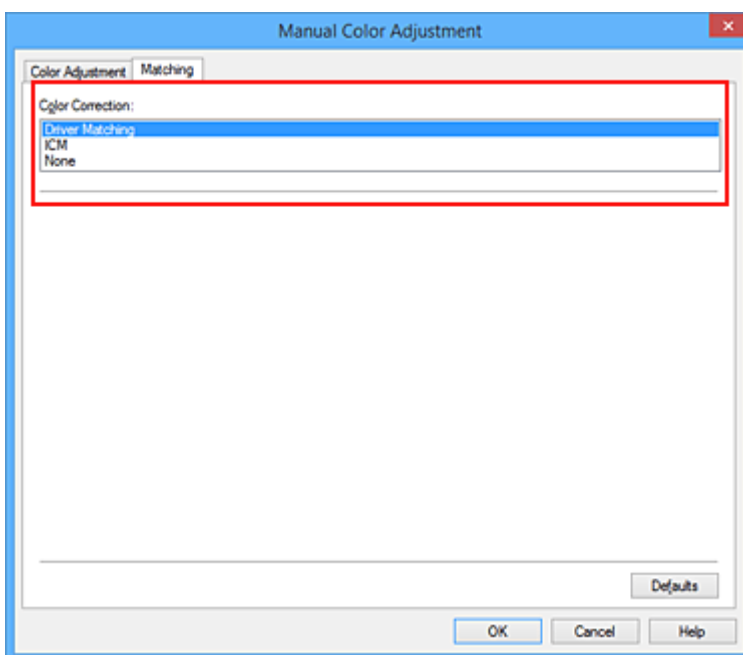 Manual Color Adjustment
Color Adjustment Matching
Color Correction:
Driver Matching
ICM
None
Defaults
OK Cancel Help